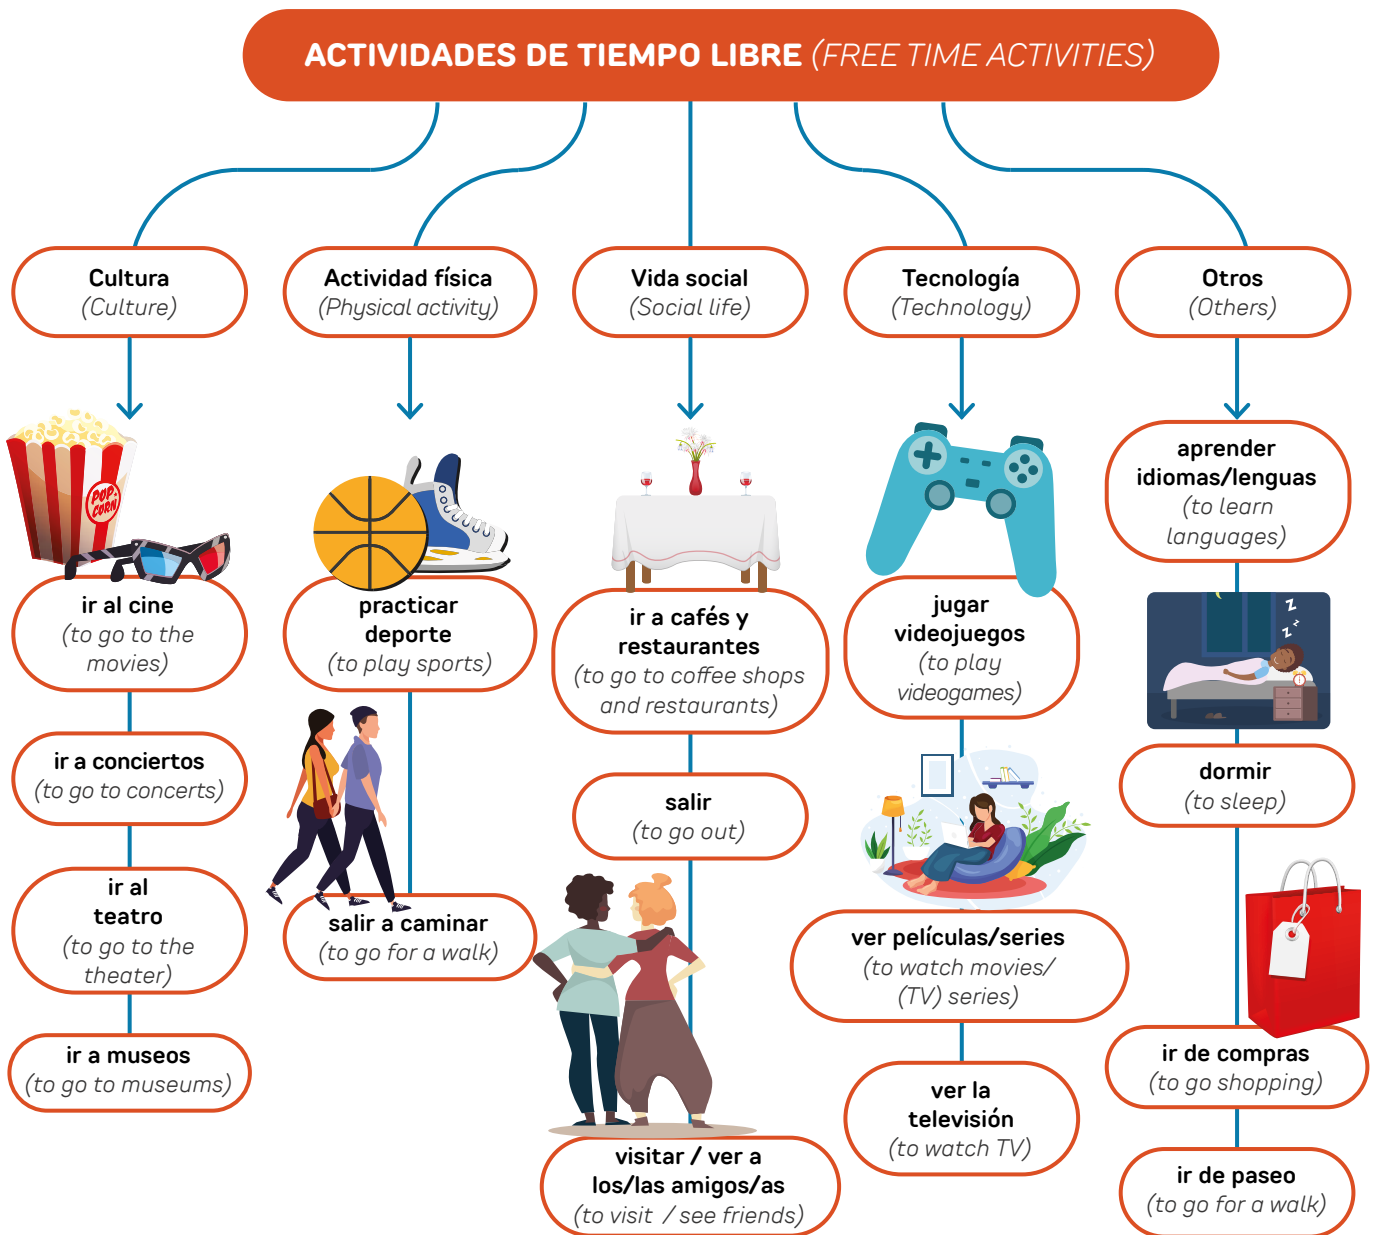 ACTIVIDADES DE TIEMPO LIBRE (FREE TIME ACTIVITIES)
Cultura
(Culture)
POP
CORN
ir al cine
(to go to the
movies)
ir a conciertos
(to go to concerts)
ir al
teatro
(to go to the
theater)
ir a museos
(to go to museums)
Actividad física
(Physical activity)
practicar
deporte
(to play sports)
salir a caminar
(to go for a walk)
Vida social
(Social life)
ir a cafés y
restaurantes
(to go to coffee shops
and restaurants)
salir
(to go out)
visitar / ver a
los/las amigos/as
(to visit / see friends)
Tecnología
(Technology)
jugar
videojuegos
(to play
videogames)
ver películas/series
(to watch movies/
(TV) series)
ver la
televisión
(to watch TV)
Otros
(Others)
aprender
idiomas/lenguas
(to learn
languages)
Z
Z
Z
dormir
(to sleep)
ir de compras
(to go shopping)
ir de paseo
(to go for a walk)